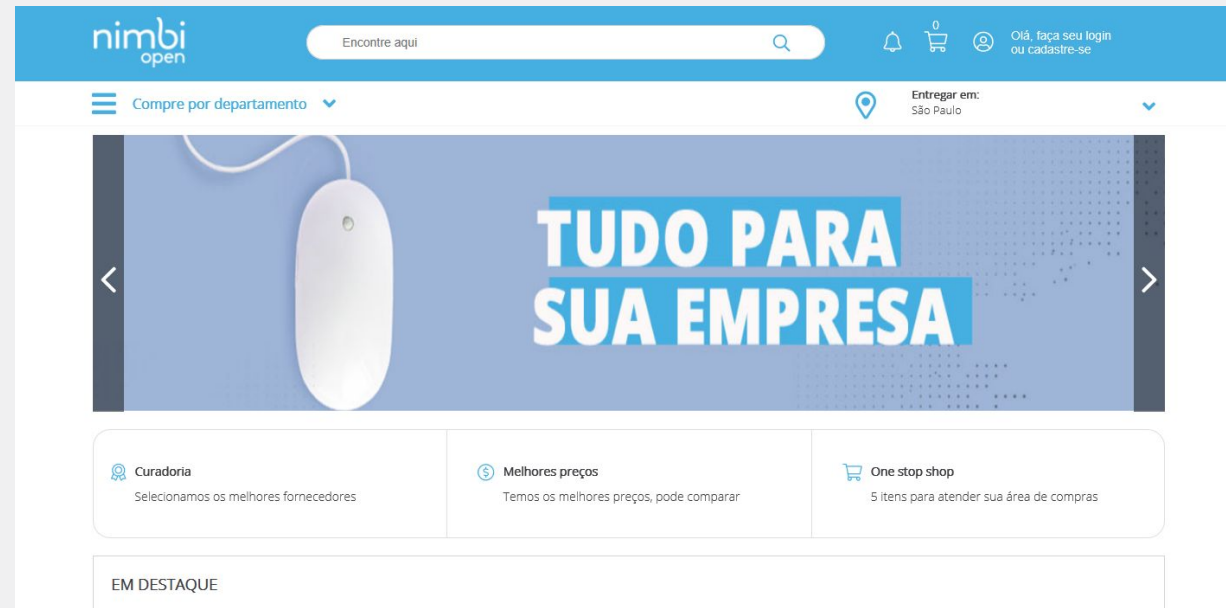 nimbi
open
Encontre aqui
0
Olá, faça seu login
ou cadastre-se
Compre por departamento
Entregar em:
São Paulo
TUDO PARA
SUA EMPRESA
Curadoria
Selecionamos os melhores fornecedores
Melhores preços
Temos os melhores preços, pode comparar
One stop shop
5 itens para atender sua área de compras
EM DESTAQUE